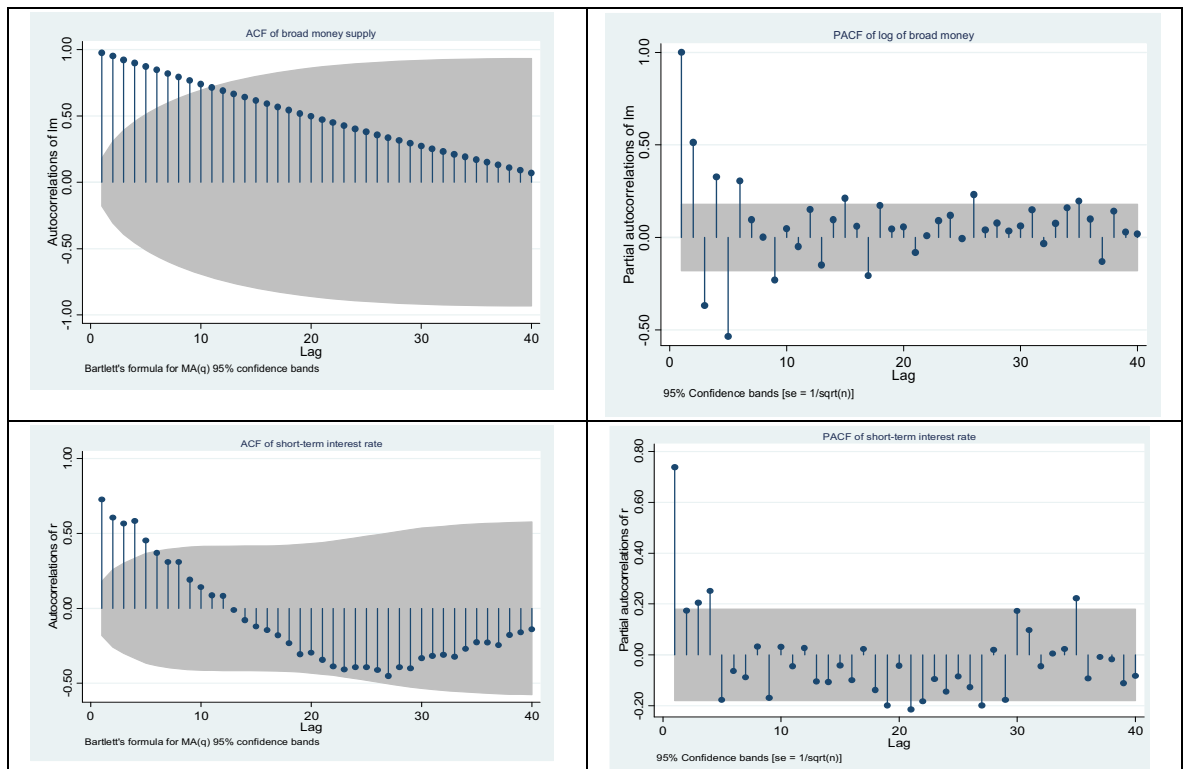 ACF of broad money supply
Autocorrelations of lm
1.00
0.50
0.00
-0.50
-1.00
0 10 20 30 40
Lag
Bartlett's formula for MA(q) 95% confidence bands
PACF of log of broad money
Partial autocorrelations of lm
1.00
0.50
0.00
-0.50
0 10 20 30 40
Lag
95% Confidence bands [se = 1/sqrt(n)]
ACF of short-term interest rate
Autocorrelations of r
1.00
0.50
0.00
-0.50
0 10 20 30 40
Lag
Bartlett's formula for MA(q) 95% confidence bands
PACF of short-term interest rate
Partial autocorrelations of r
0.80
0.60
0.40
0.20
0.00
-0.20
0 10 20 30 40
Lag
95% Confidence bands [se = 1/sqrt(n)]